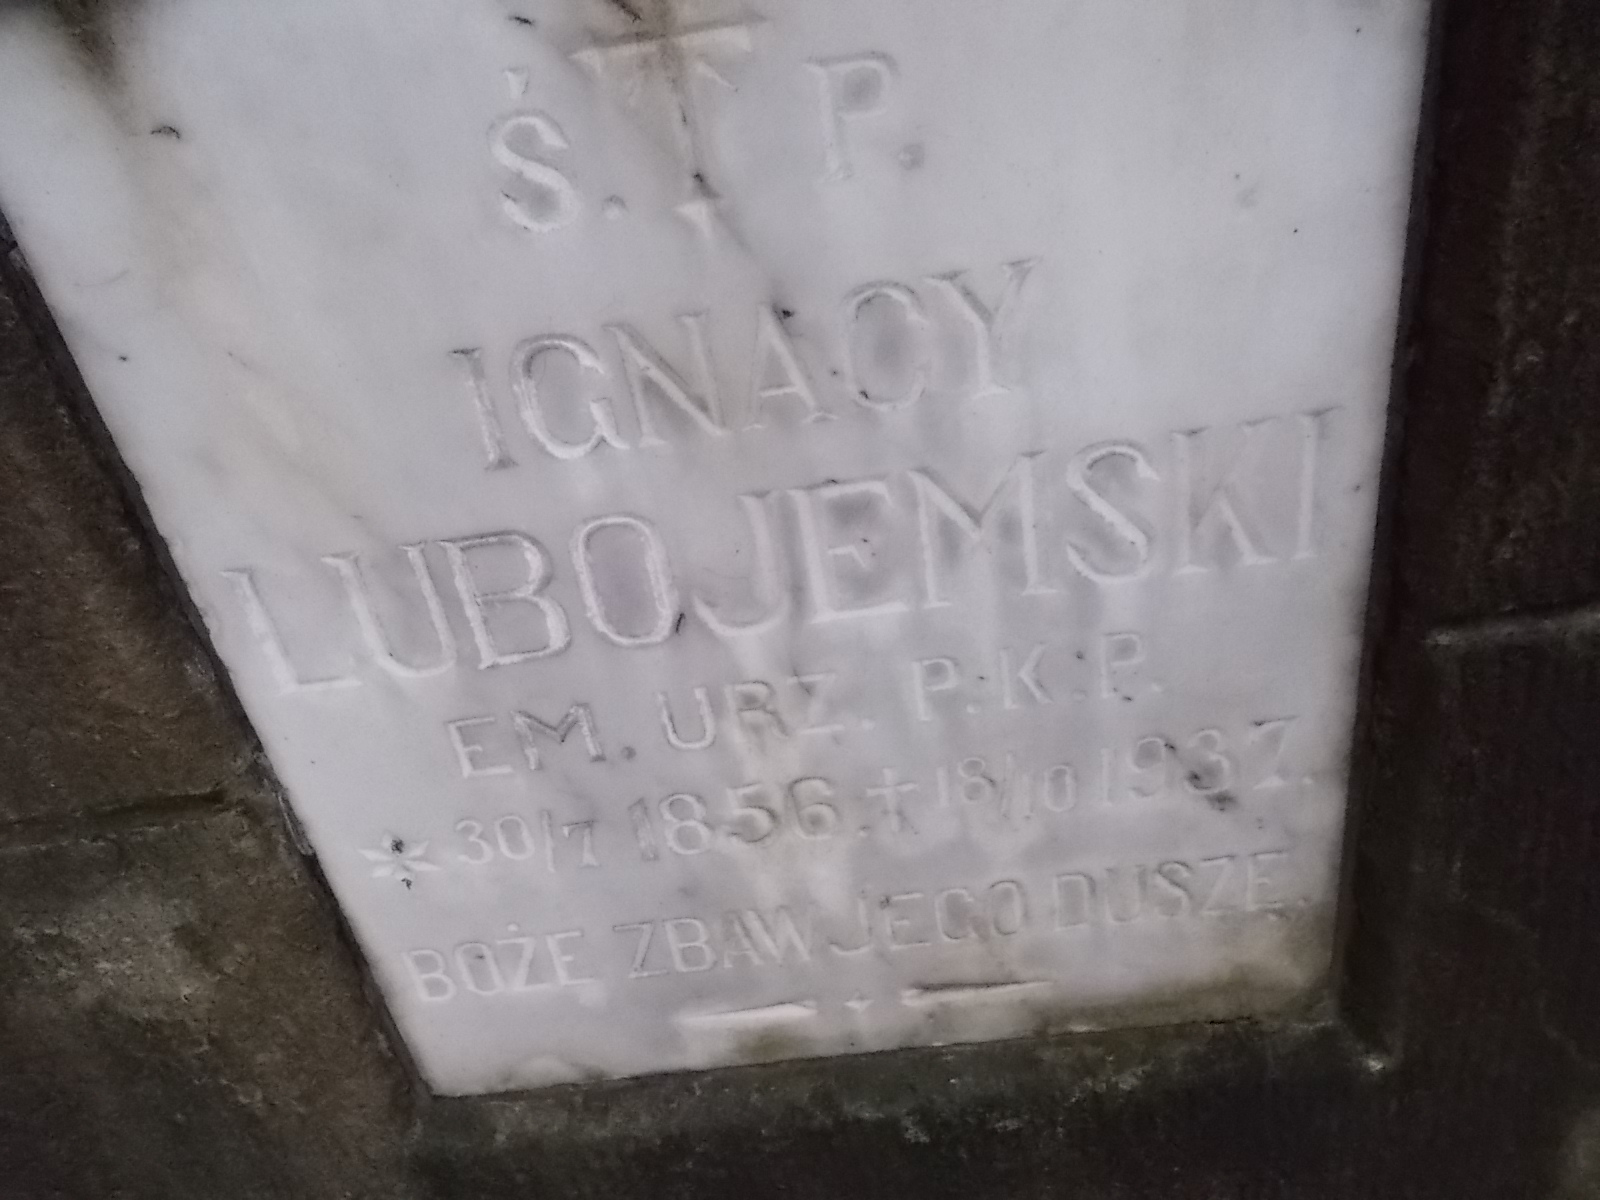 Ś. † P.
IGNACY
LUBOJEMSKI
EM. URZ. P.K.P.
* 30/7 1856. † 18/10 1937.
BOŻE ZBAW JEGO DUSZĘ.